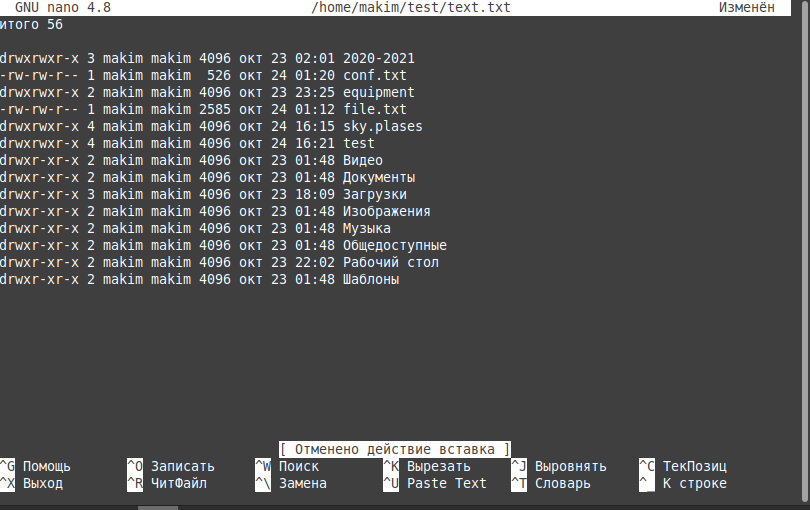 GNU nano 4.8 /home/makim/test/text.txt Изменён
итого 56
drwxrwxr-x 3 makim makim 4096 окт 23 02:01 2020-2021
-rw-rw-r-- 1 makim makim  526 окт 24 01:20 conf.txt
drwxrwxr-x 2 makim makim 4096 окт 23 23:25 equipment
-rw-rw-r-- 1 makim makim 2585 окт 24 01:12 file.txt
drwxrwxr-x 4 makim makim 4096 окт 24 16:15 sky.plases
drwxrwxr-x 4 makim makim 4096 окт 24 16:21 test
drwxr-xr-x 2 makim makim 4096 окт 23 01:48 Видео
drwxr-xr-x 2 makim makim 4096 окт 23 01:48 Документы
drwxr-xr-x 3 makim makim 4096 окт 23 18:09 Загрузки
drwxr-xr-x 2 makim makim 4096 окт 23 01:48 Изображения
drwxr-xr-x 2 makim makim 4096 окт 23 01:48 Музыка
drwxr-xr-x 2 makim makim 4096 окт 23 01:48 Общедоступные
drwxr-xr-x 2 makim makim 4096 окт 23 22:02 Рабочий стол
drwxr-xr-x 2 makim makim 4096 окт 23 01:48 Шаблоны
[ Отменено действие вставка ]
^G Помощь ^O Записать ^W Поиск ^K Вырезать ^J Выровнять ^C ТекПозиц
^X Выход ^R ЧитФайл ^\ Замена ^U Paste Text ^T Словарь ^_ К строке